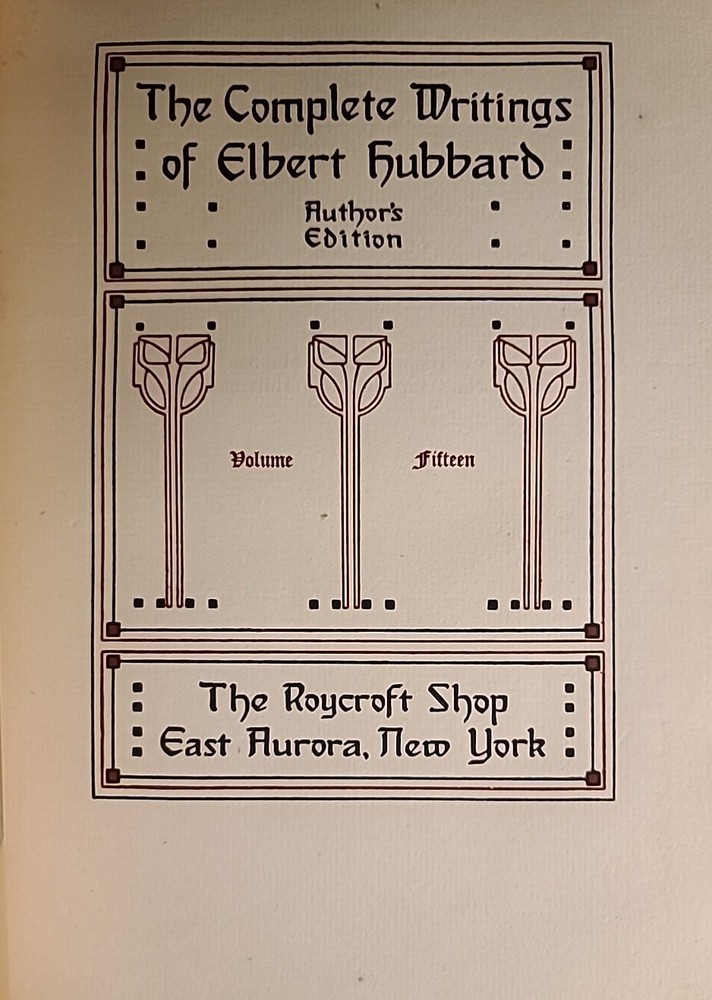 The Complete Writings
of Elbert Hubbard
Author's
Edition
Volume Fifteen
The Roycroft Shop
East Aurora, New York